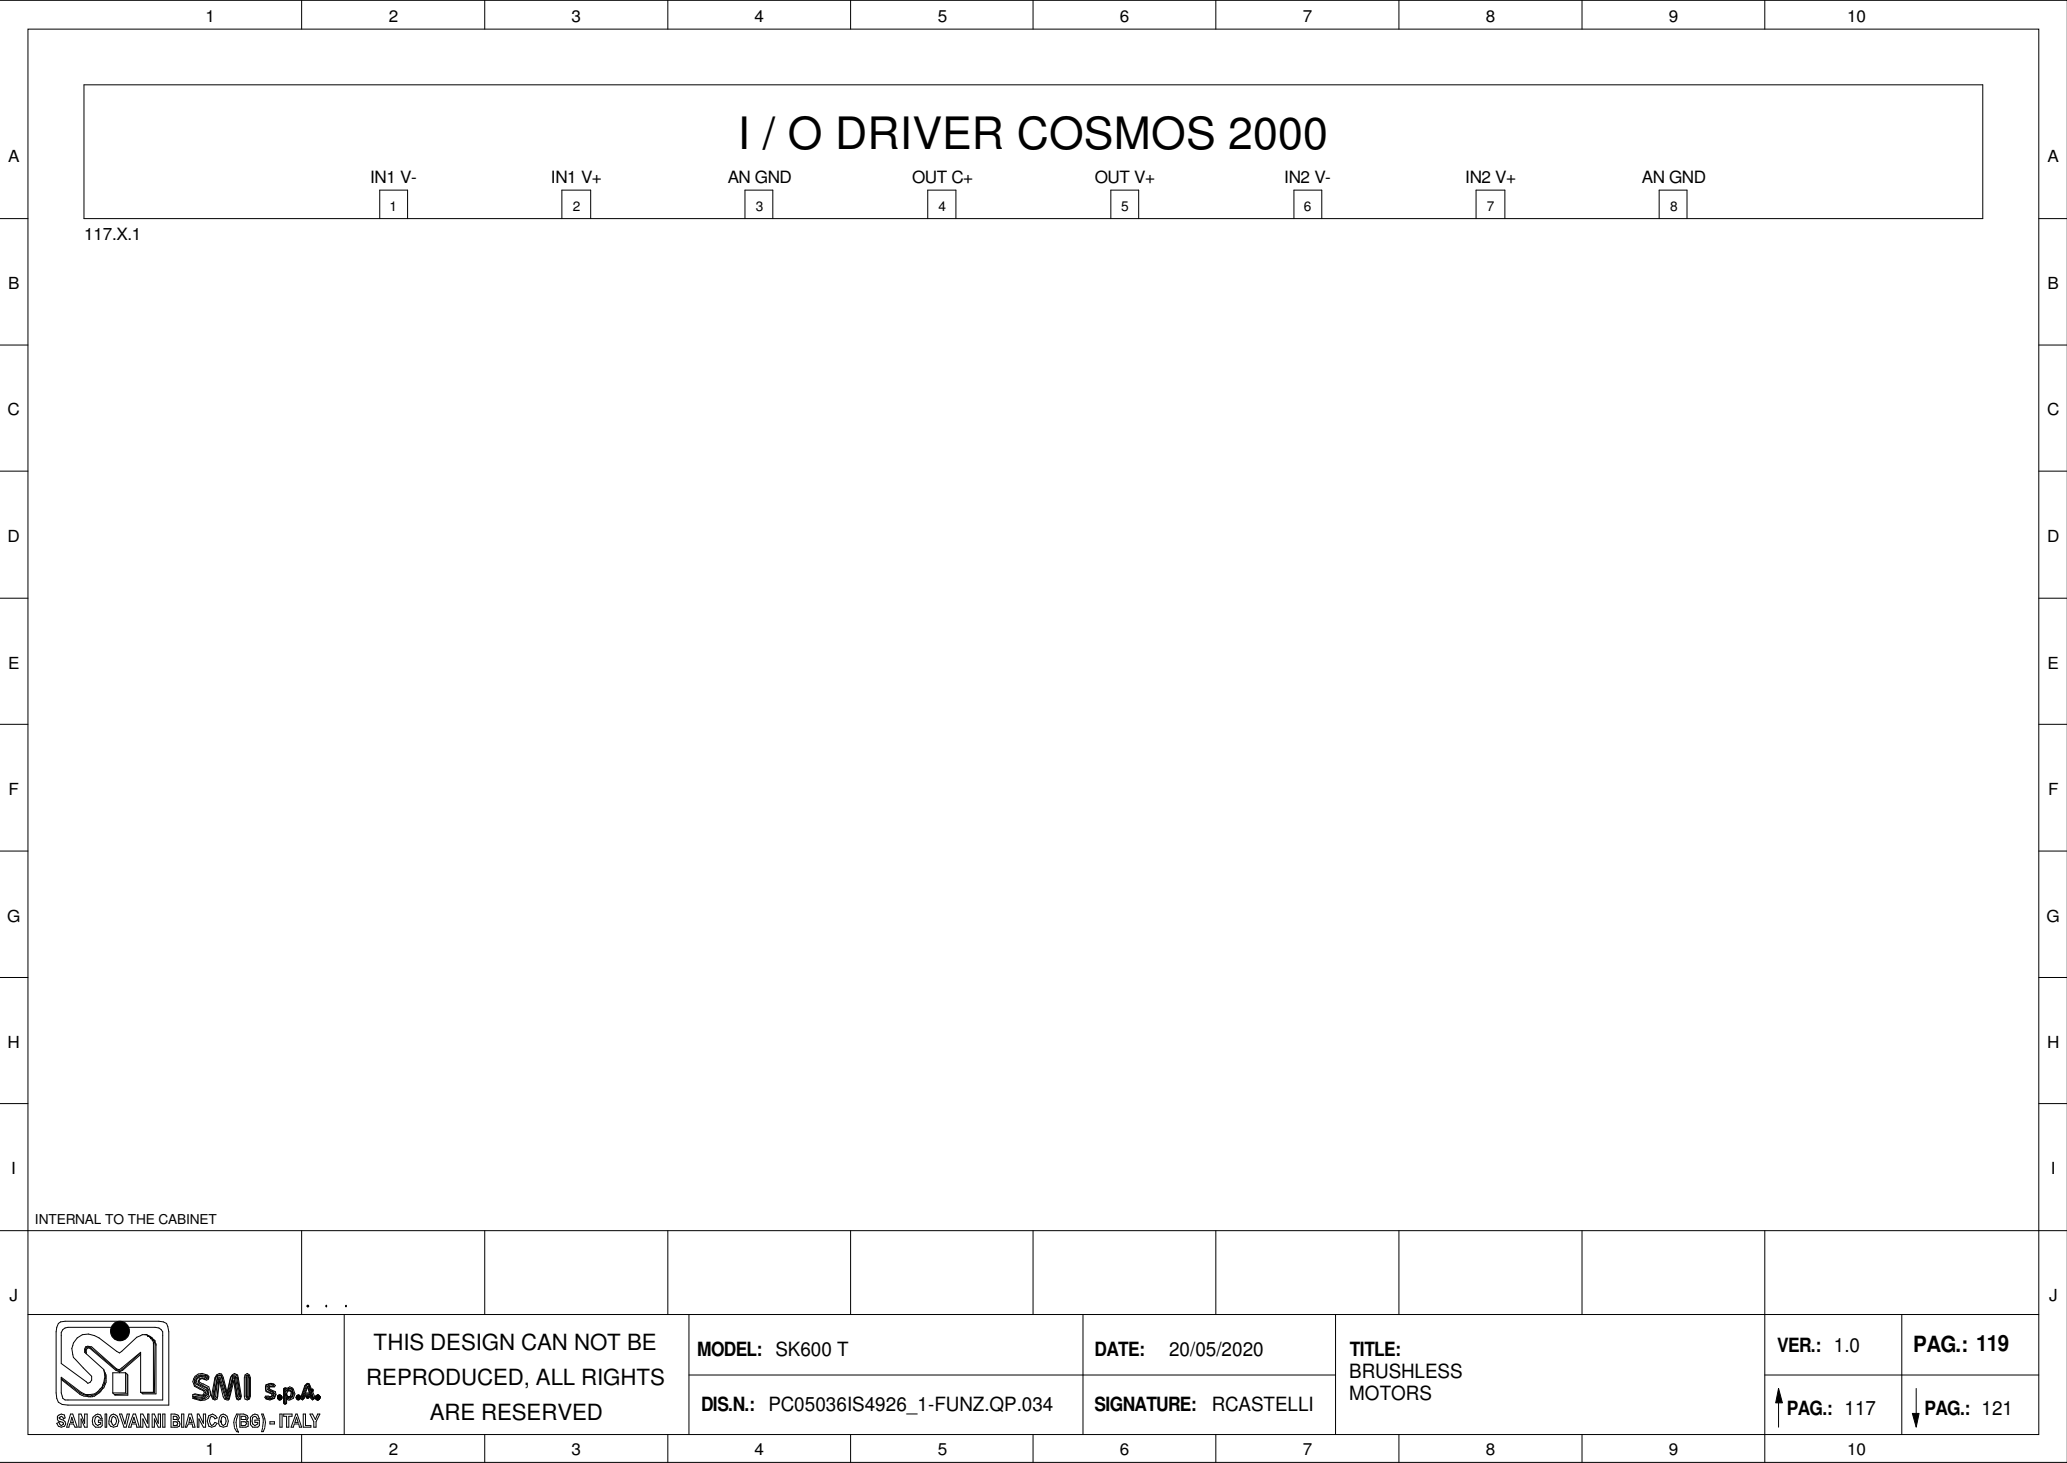 1 2 3 4 5 6 7 8 9 10
I / O DRIVER COSMOS 2000
A A
IN1 V- IN1 V+ AN GND OUT C+ OUT V+ IN2 V- IN2 V+ AN GND
1 2 3 4 5 6 7 8
117.X.1
B B
C C
D D
E E
F F
G G
H H
I I
INTERNAL TO THE CABINET
J J
. . .
SMI s.p.a.
SAN GIOVANNI BIANCO (BG) - ITALY
THIS DESIGN CAN NOT BE
REPRODUCED, ALL RIGHTS
ARE RESERVED
MODEL: SK600 T
DIS.N.: PC05036IS4926_1-FUNZ.QP.034
DATE: 20/05/2020
SIGNATURE: RCASTELLI
TITLE:
BRUSHLESS
MOTORS
VER.: 1.0
PAG.: 119
PAG.: 117
PAG.: 121
1 2 3 4 5 6 7 8 9 10